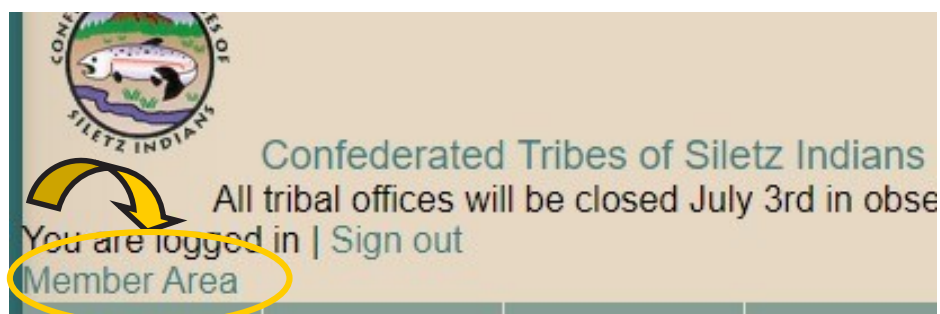 SILETZ INDIANS
Confederated Tribes of Siletz Indians
All tribal offices will be closed July 3rd in obse
You are logged in | Sign out
Member Area